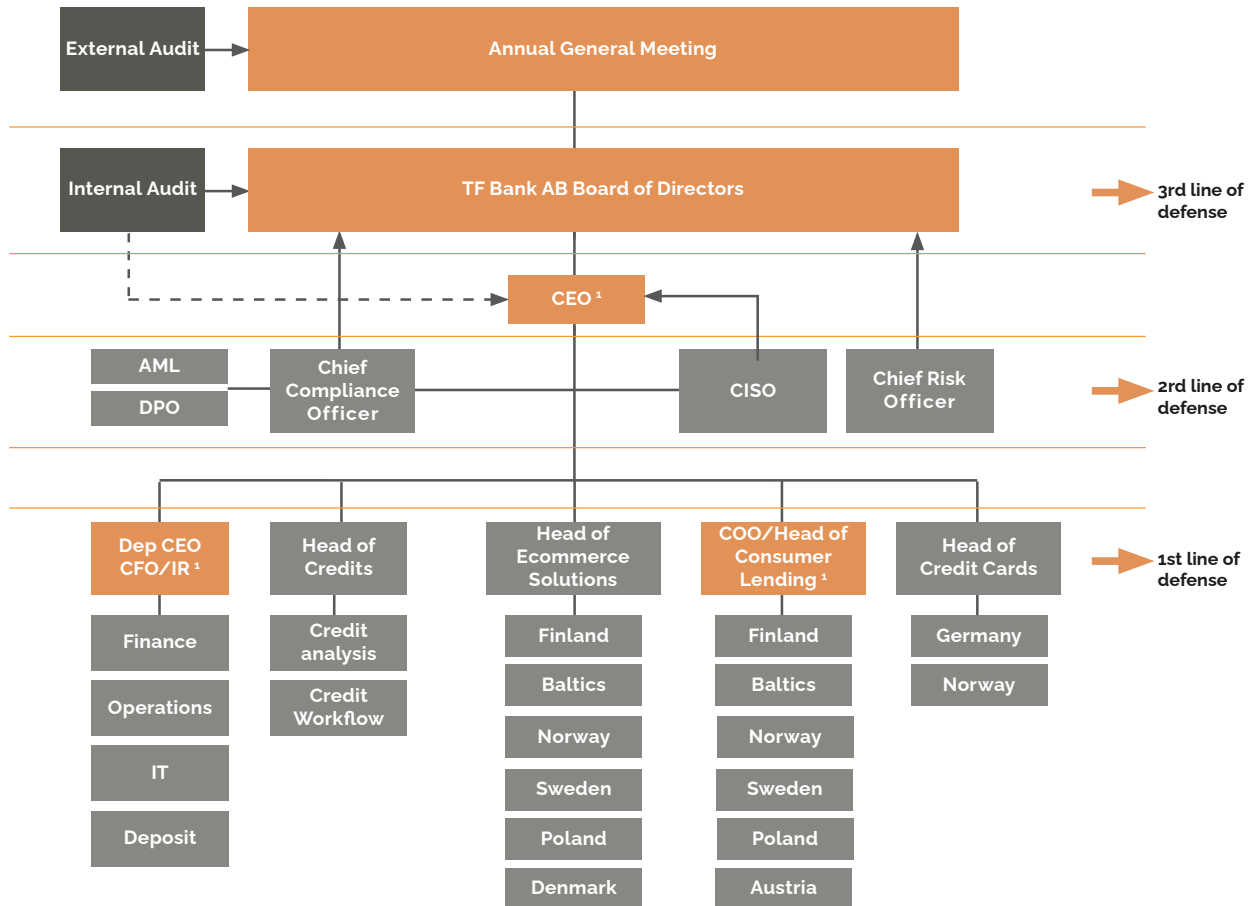 External Audit
Annual General Meeting
Internal Audit
TF Bank AB Board of Directors
3rd line of
defense
CEO ¹
AML
DPO
Chief
Compliance
Officer
CISO
Chief Risk
Officer
2rd line of
defense
Dep CEO
CFO/IR ¹
Head of
Credits
Head of
Ecommerce
Solutions
COO/Head of
Consumer
Lending ¹
Head of
Credit Cards
1st line of
defense
Finance
Operations
IT
Deposit
Credit
analysis
Credit
Workflow
Finland
Baltics
Norway
Sweden
Poland
Denmark
Finland
Baltics
Norway
Sweden
Poland
Austria
Germany
Norway